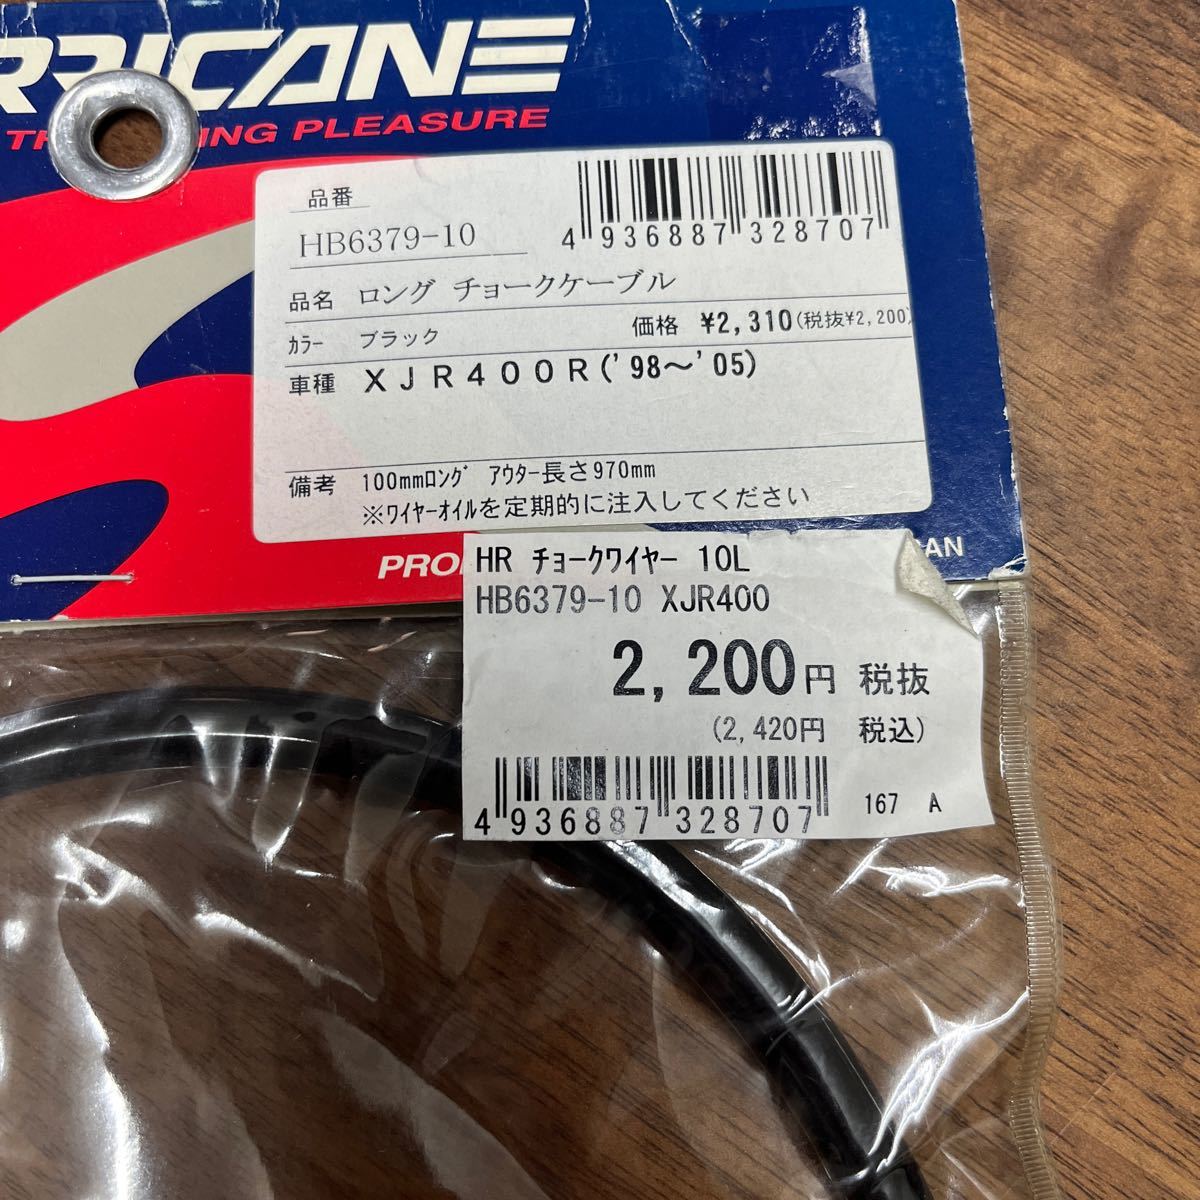 RRICANE
TH ING PLEASURE
品番
HB6379-10
4 936887 328707
品名 ロング チョークケーブル
カラー ブラック 価格 ¥2,310(税抜¥2,200)
車種 XJR400R('98～'05)
備考 100mmロング アウター長さ970mm
※ワイヤーオイルを定期的に注入してください
PRO
AN
HR チョークワイヤー 10L
HB6379-10 XJR400
2,200円 税抜
(2,420円 税込)
4 936887 328707
167 A